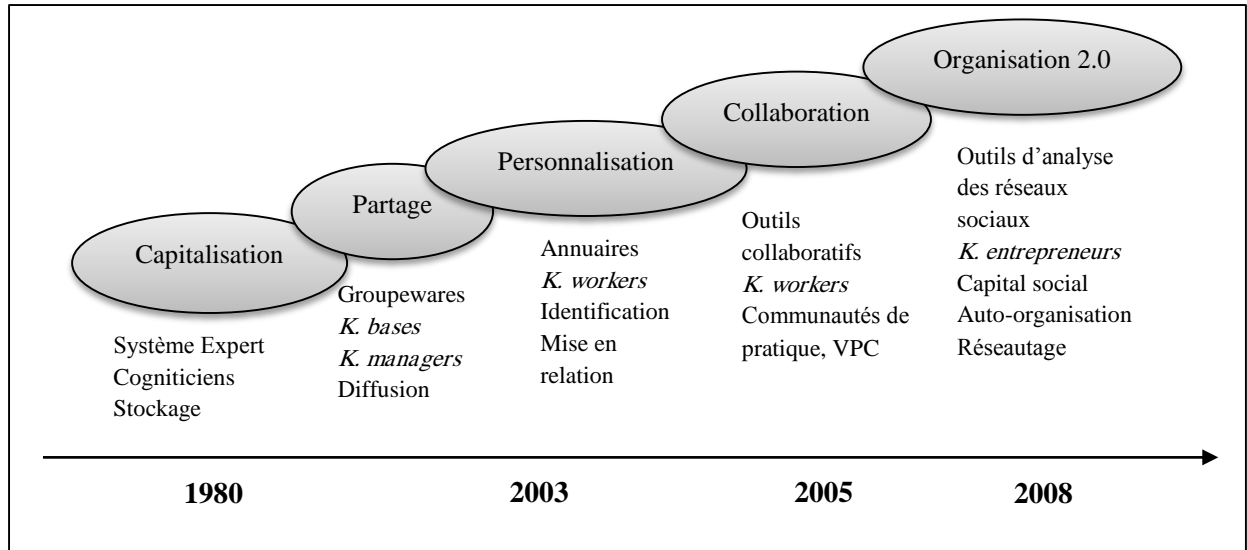 Capitalisation
Système Expert
Cogniticiens
Stockage
Partage
Groupewares
K. bases
K. managers
Diffusion
Personnalisation
Annuaires
K. workers
Identification
Mise en
relation
Collaboration
Outils
collaboratifs
K. workers
Communautés de
pratique, VPC
Organisation 2.0
Outils d’analyse
des réseaux
sociaux
K. entrepreneurs
Capital social
Auto-organisation
Réseautage
1980
2003
2005
2008